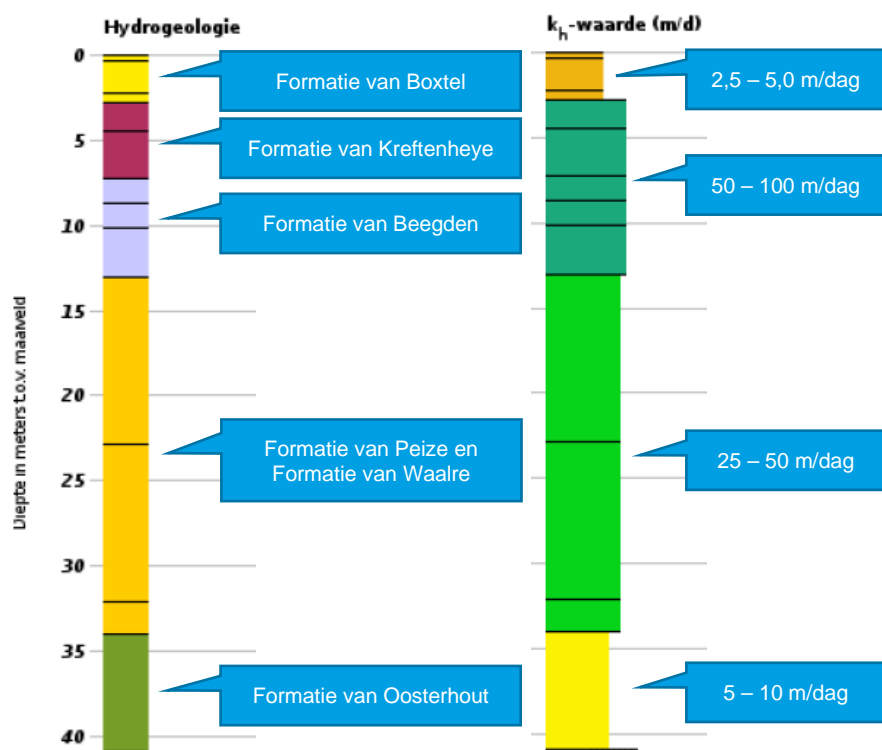 Hydrogeologie
kh-waarde (m/d)
0
Formatie van Boxtel
2,5 – 5,0 m/dag
5
Formatie van Kreftenheye
50 – 100 m/dag
10
Formatie van Beegden
15
20
Formatie van Peize en
Formatie van Waalre
25 – 50 m/dag
25
30
35
Formatie van Oosterhout
5 – 10 m/dag
40
Diepte in meters t.o.v. maaiveld